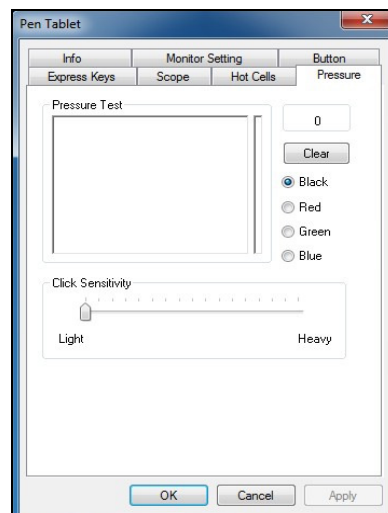 Pen Tablet
Info Monitor Setting Button
Express Keys Scope Hot Cells Pressure
Pressure Test
0
Clear
Black
Red
Green
Blue
Click Sensitivity
Light Heavy
OK Cancel Apply